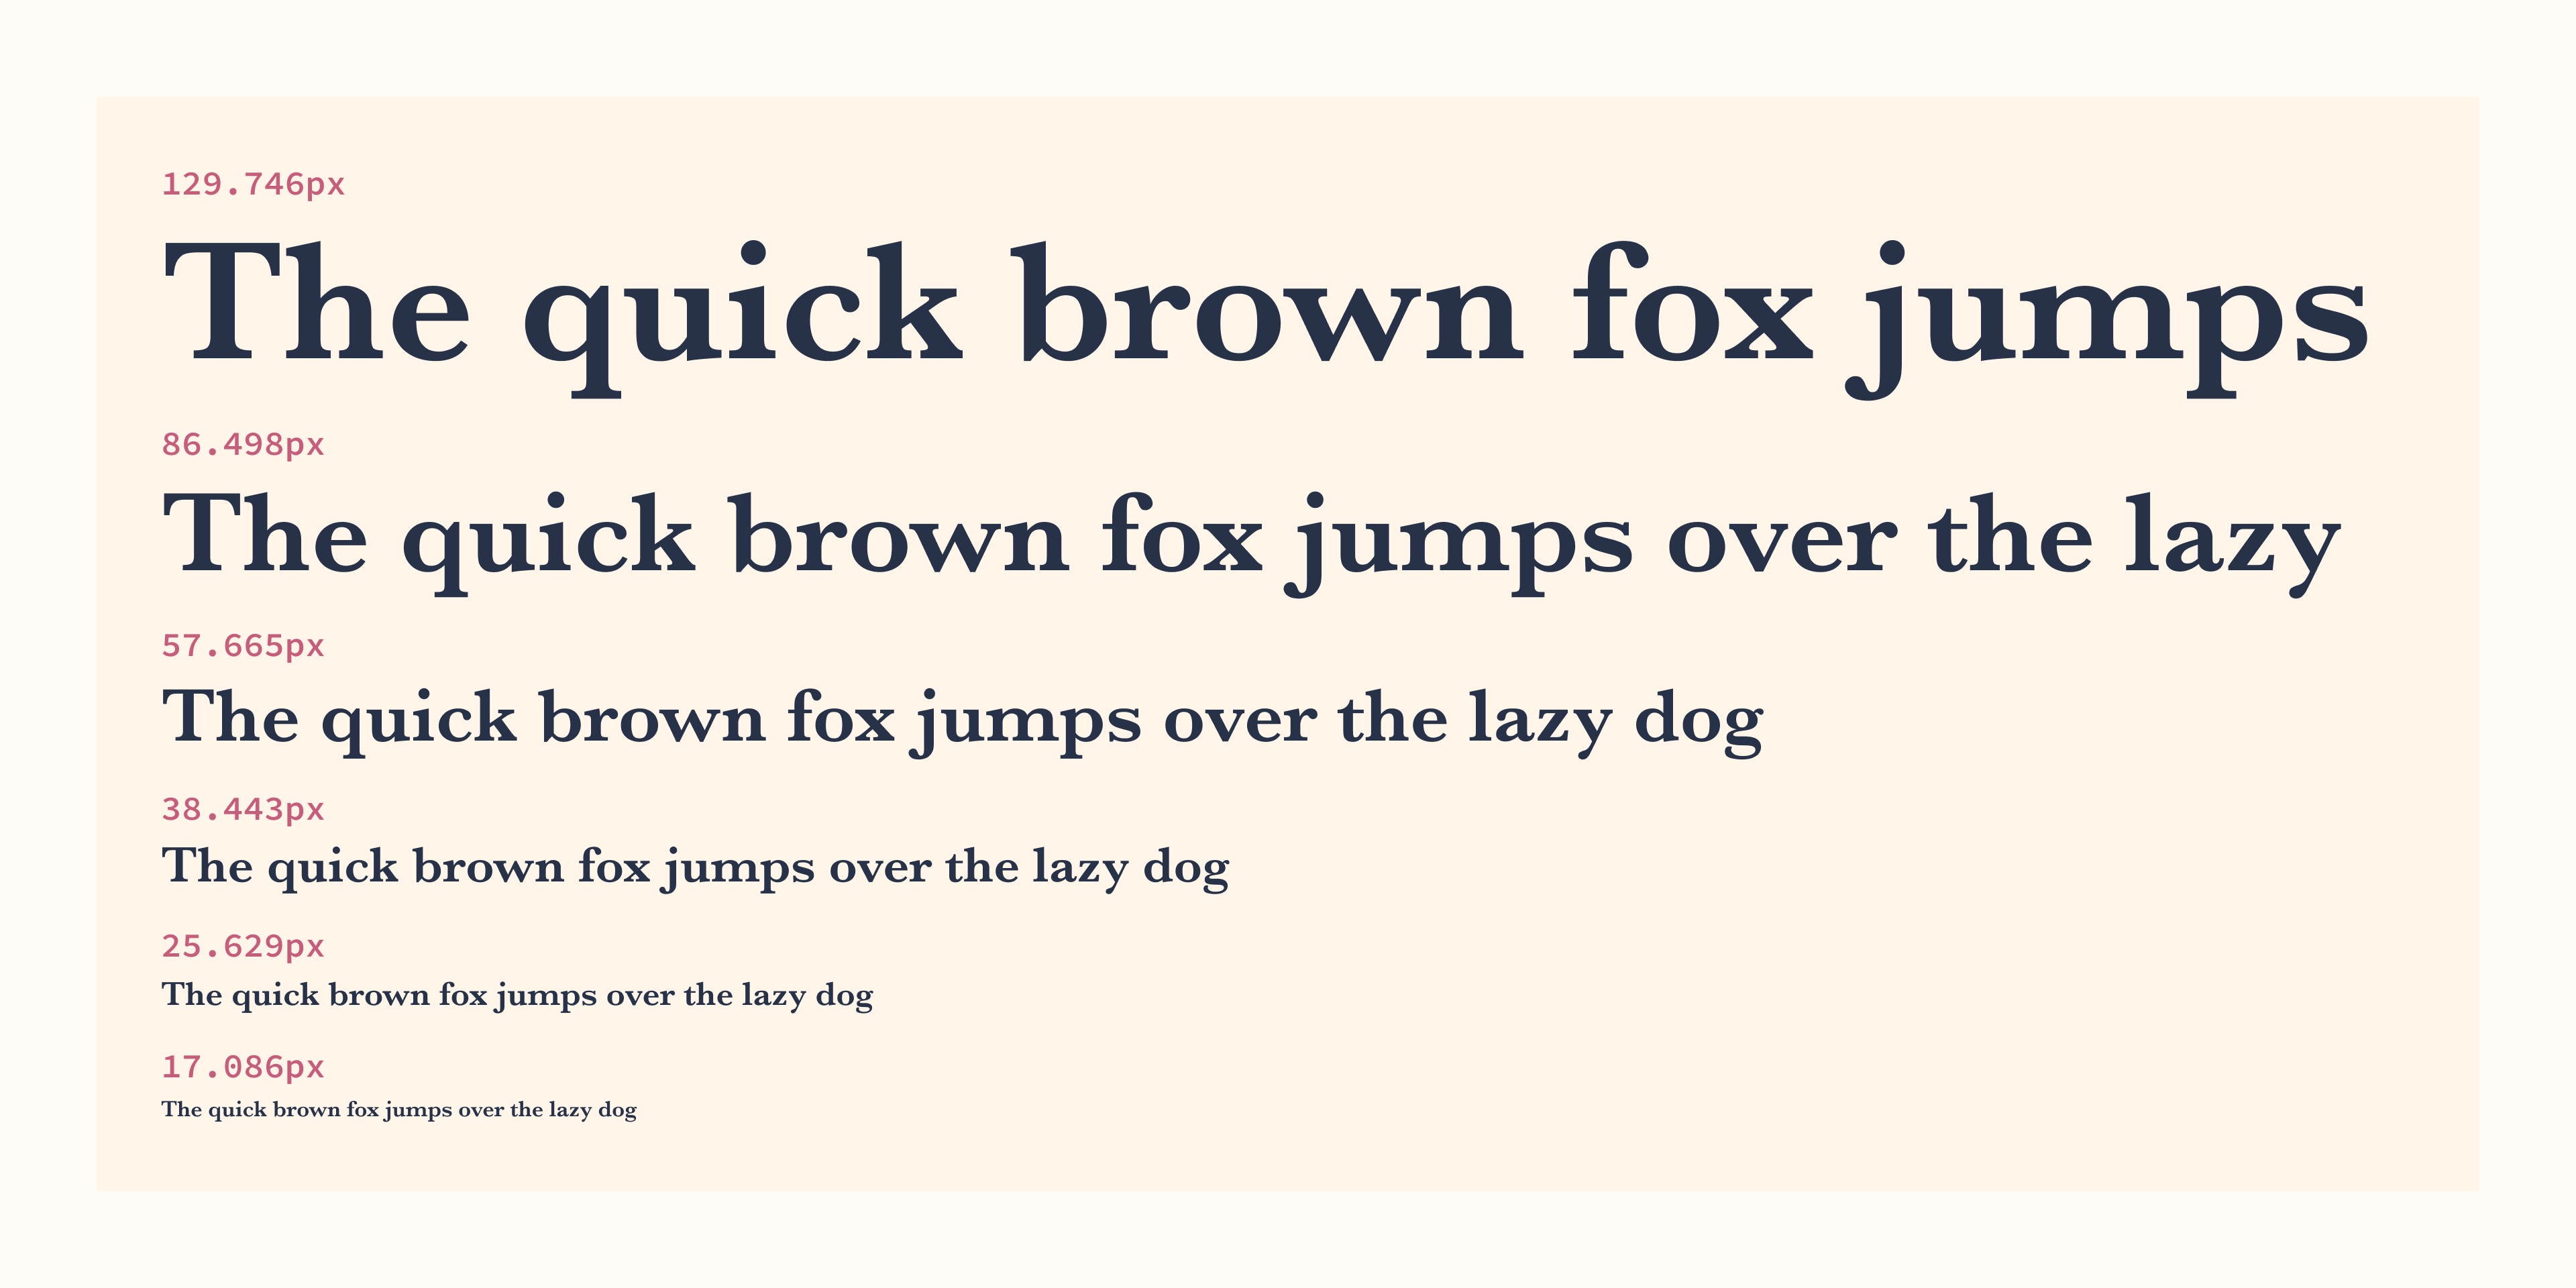 129.746px
The quick brown fox jumps
86.498px
The quick brown fox jumps over the lazy
57.665px
The quick brown fox jumps over the lazy dog
38.443px
The quick brown fox jumps over the lazy dog
25.629px
The quick brown fox jumps over the lazy dog
17.086px
The quick brown fox jumps over the lazy dog